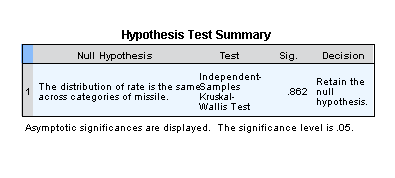 Hypothesis Test Summary
Null Hypothesis Test Sig. Decision
1 The distribution of rate is the same across categories of missile. Independent-Samples Kruskal-Wallis Test .862 Retain the null hypothesis.
Asymptotic significances are displayed. The significance level is .05.